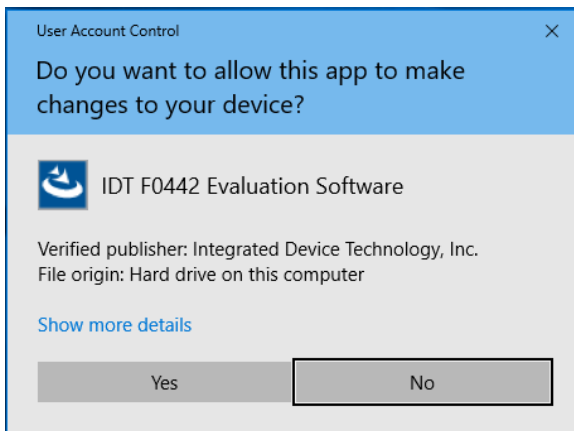 User Account Control
Do you want to allow this app to make
changes to your device?
IDT F0442 Evaluation Software
Verified publisher: Integrated Device Technology, Inc.
File origin: Hard drive on this computer
Show more details
Yes
No